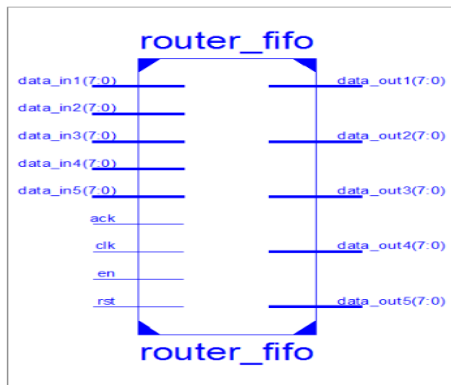 router_fifo
data_in1(7:0)
data_in2(7:0)
data_in3(7:0)
data_in4(7:0)
data_in5(7:0)
ack
clk
en
rst
data_out1(7:0)
data_out2(7:0)
data_out3(7:0)
data_out4(7:0)
data_out5(7:0)
router_fifo